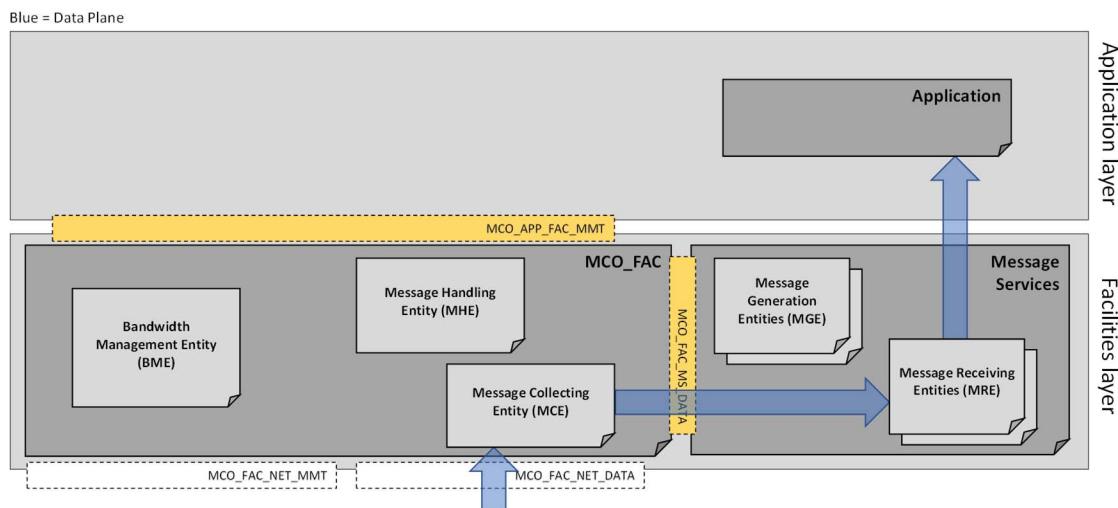 Blue = Data Plane
Application layer
Application
MCO_APP_FAC_MMT
MCO_FAC
Message
Services
Facilities layer
Message Handling
Entity (MHE)
Message
Generation
Entities (MGE)
Bandwidth
Management Entity
(BME)
MCO_FAC_MS_DATA
Message Collecting
Entity (MCE)
Message Receiving
Entities (MRE)
MCO_FAC_NET_MMT
MCO_FAC_NET_DATA